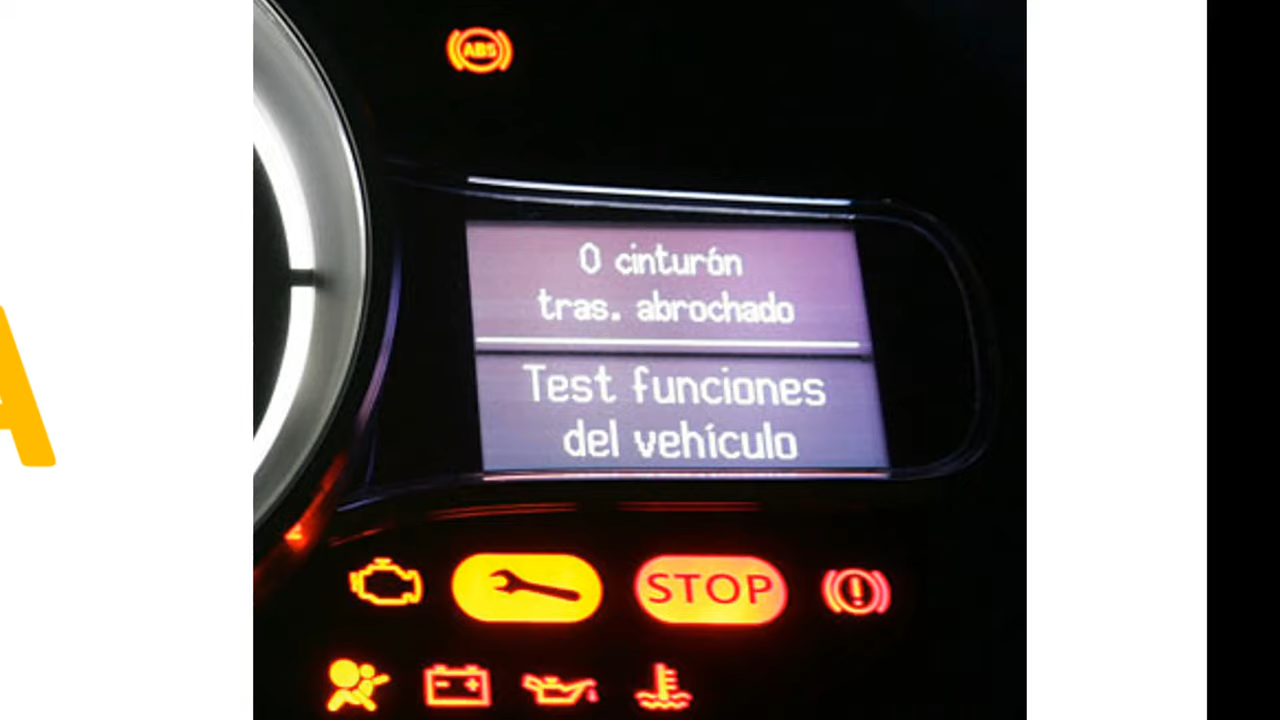 ABS
0 cinturón
tras. abrochado
Test funciones
del vehículo
STOP
A